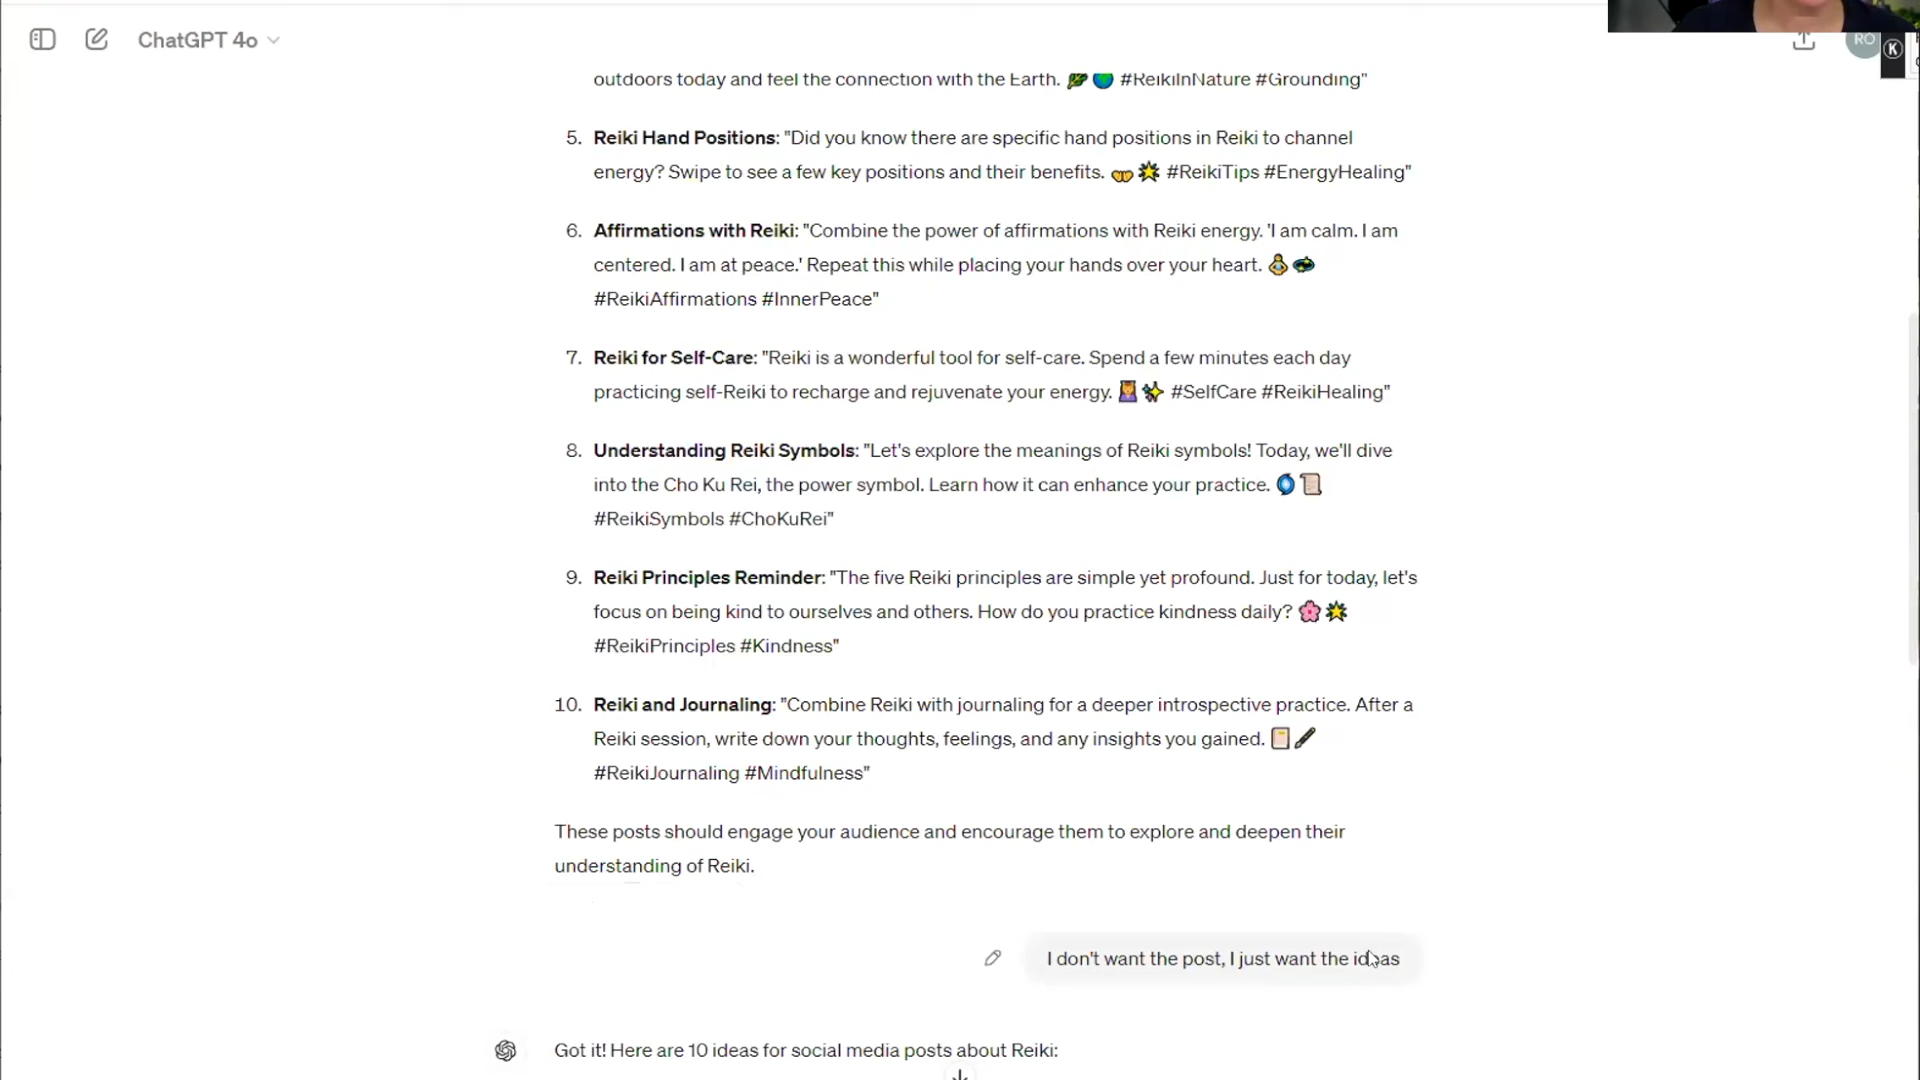 ChatGPT 4o
RO
K
outdoors today and feel the connection with the Earth. 🌿🌍 #ReikiInNature #Grounding"
5. Reiki Hand Positions: "Did you know there are specific hand positions in Reiki to channel
energy? Swipe to see a few key positions and their benefits. 👐🌟 #ReikiTips #EnergyHealing"
6. Affirmations with Reiki: "Combine the power of affirmations with Reiki energy. 'I am calm. I am
centered. I am at peace.' Repeat this while placing your hands over your heart.
#ReikiAffirmations #InnerPeace"
7. Reiki for Self-Care: "Reiki is a wonderful tool for self-care. Spend a few minutes each day
practicing self-Reiki to recharge and rejuvenate your energy. #SelfCare #ReikiHealing"
8. Understanding Reiki Symbols: "Let's explore the meanings of Reiki symbols! Today, we'll dive
into the Cho Ku Rei, the power symbol. Learn how it can enhance your practice. 🌀📜
#ReikiSymbols #ChoKuRei"
9. Reiki Principles Reminder: "The five Reiki principles are simple yet profound. Just for today, let's
focus on being kind to ourselves and others. How do you practice kindness daily? 🌸🌟
#ReikiPrinciples #Kindness"
10. Reiki and Journaling: "Combine Reiki with journaling for a deeper introspective practice. After a
Reiki session, write down your thoughts, feelings, and any insights you gained.
#ReikiJournaling #Mindfulness"
These posts should engage your audience and encourage them to explore and deepen their
understanding of Reiki.
I don't want the post, I just want the ideas
Got it! Here are 10 ideas for social media posts about Reiki: